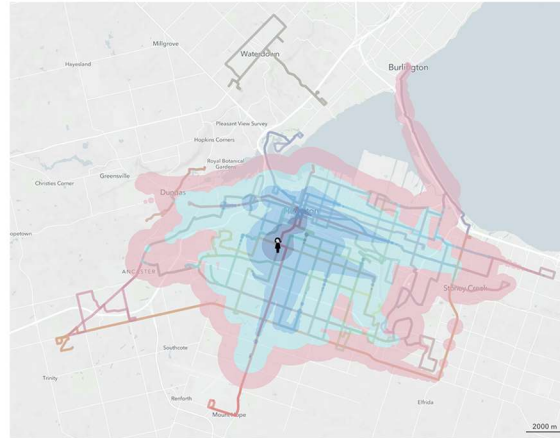 Millgrove
Waterdown
Hayesland
Burlington
Pleasant View Survey
Hopkins Corners
Royal Botanical
Gardens
Greensville
Christies Corner
Dundas
ANCASTER
Stoney Creek
Southcote
Trinity
Renforth
Mount Hope
Elfrida
2000 m